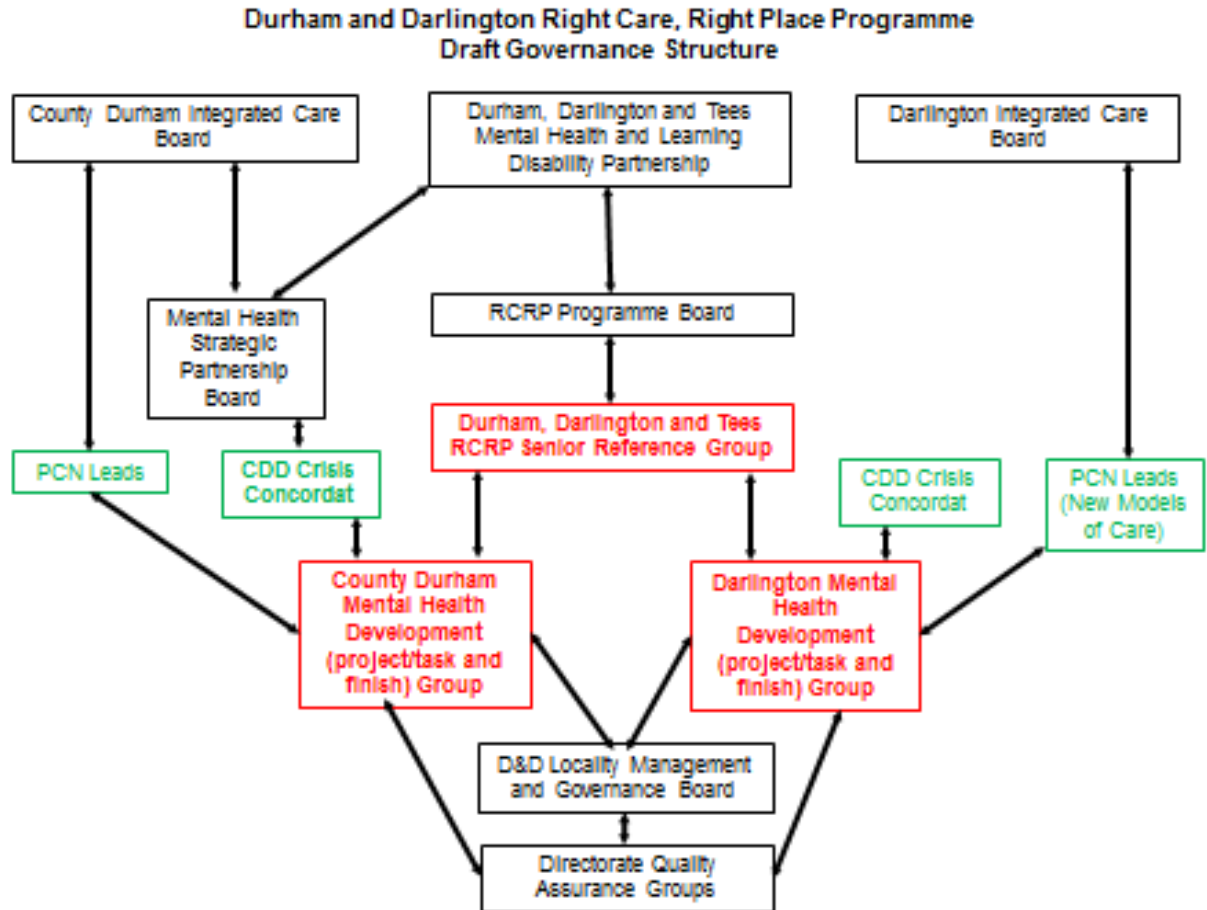 Durham and Darlington Right Care, Right Place Programme
Draft Governance Structure
County Durham Integrated Care
Board
Durham, Darlington and Tees
Mental Health and Learning
Disability Partnership
Darlington Integrated Care
Board
Mental Health
Strategic
Partnership
Board
RCRP Programme Board
Durham, Darlington and Tees
RCRP Senior Reference Group
PCN Leads
CDD Crisis
Concordat
CDD Crisis
Concordat
PCN Leads
(New Models
of Care)
County Durham
Mental Health
Development
(project/task and
finish) Group
Darlington Mental
Health
Development
(project/task and
finish) Group
D&D Locality Management
and Governance Board
Directorate Quality
Assurance Groups